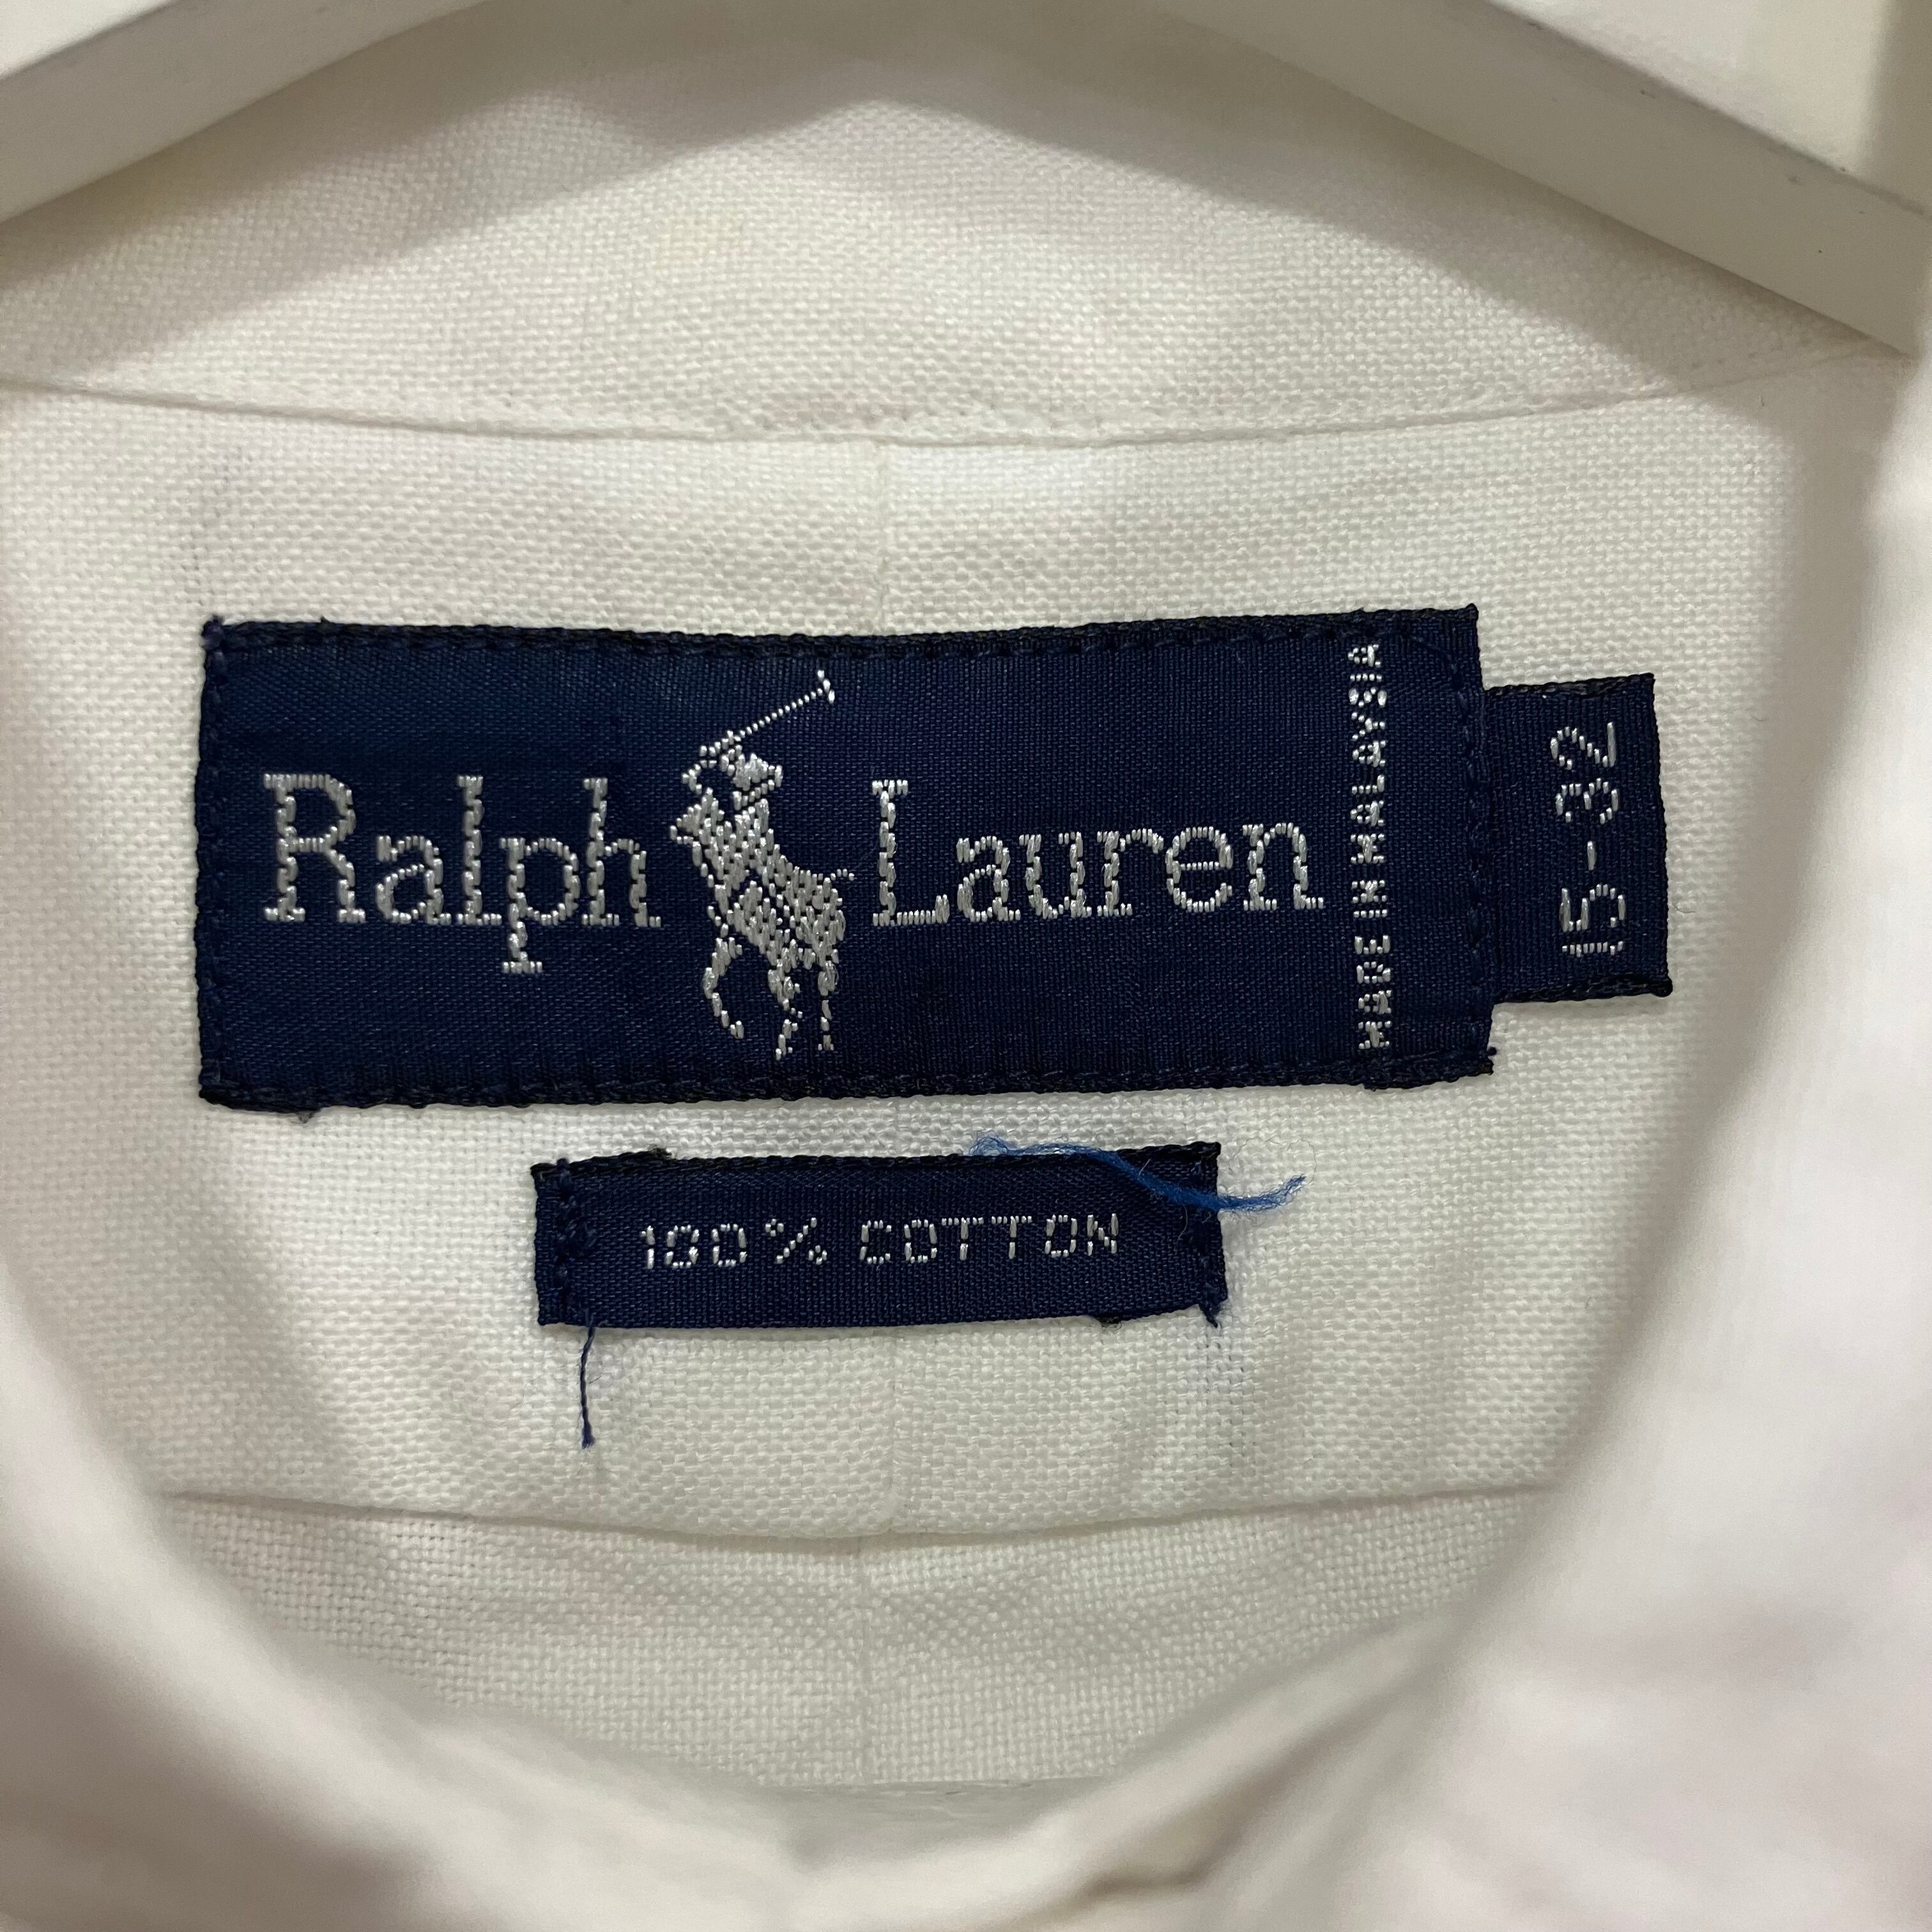 Ralph Lauren
MADE IN MALAYSIA
15-32
100% COTTON